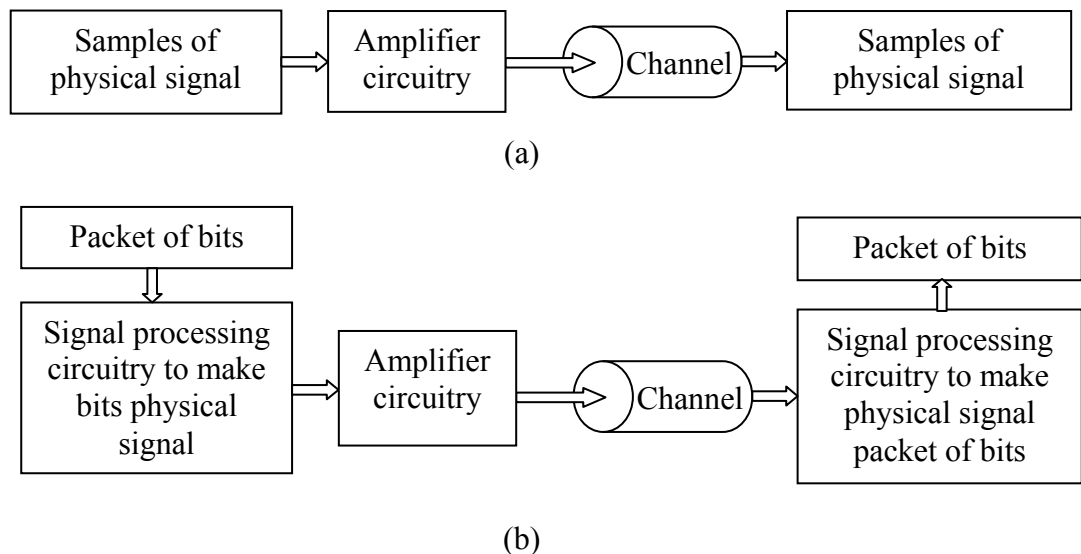 Samples of
physical signal
Amplifier
circuitry
Channel
Samples of
physical signal
(a)
Packet of bits
Signal processing
circuitry to make
bits physical
signal
Amplifier
circuitry
Channel
Packet of bits
Signal processing
circuitry to make
physical signal
packet of bits
(b)